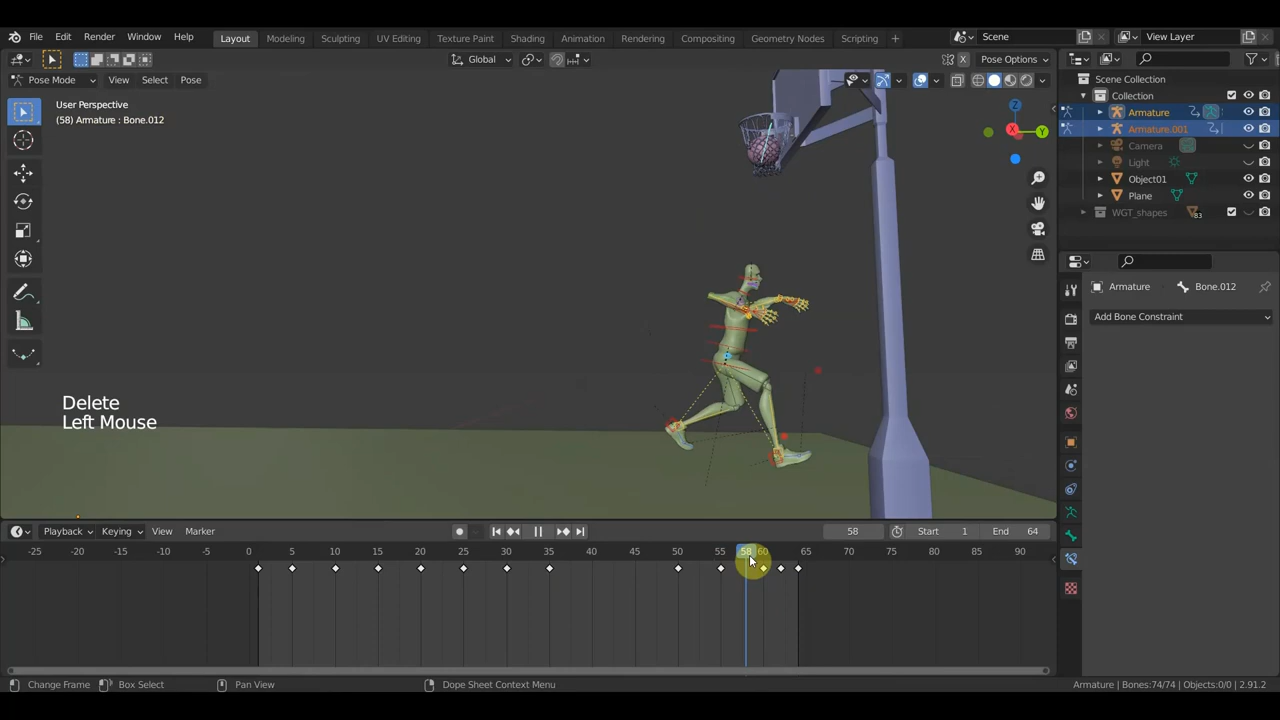 File Edit Render Window Help Layout Modeling Sculpting UV Editing Texture Paint Shading Animation Rendering Compositing Geometry Nodes Scripting + Scene View Layer
Global X Pose Options
Pose Mode View Select Pose
Scene Collection
Collection
Armature
Armature.001
Camera
Light
Object01
Plane
WGT_shapes 83
User Perspective
(58) Armature : Bone.012
Z
X
Y
Armature Bone.012
Add Bone Constraint
Delete
Left Mouse
Playback Keying View Marker 58 Start 1 End 64
-25 -20 -15 -10 -5 0 5 10 15 20 25 30 35 40 45 50 55 58 60 65 70 75 80 85 90
Change Frame Box Select Pan View Dope Sheet Context Menu Armature | Bones:74/74 | Objects:0/0 | 2.91.2